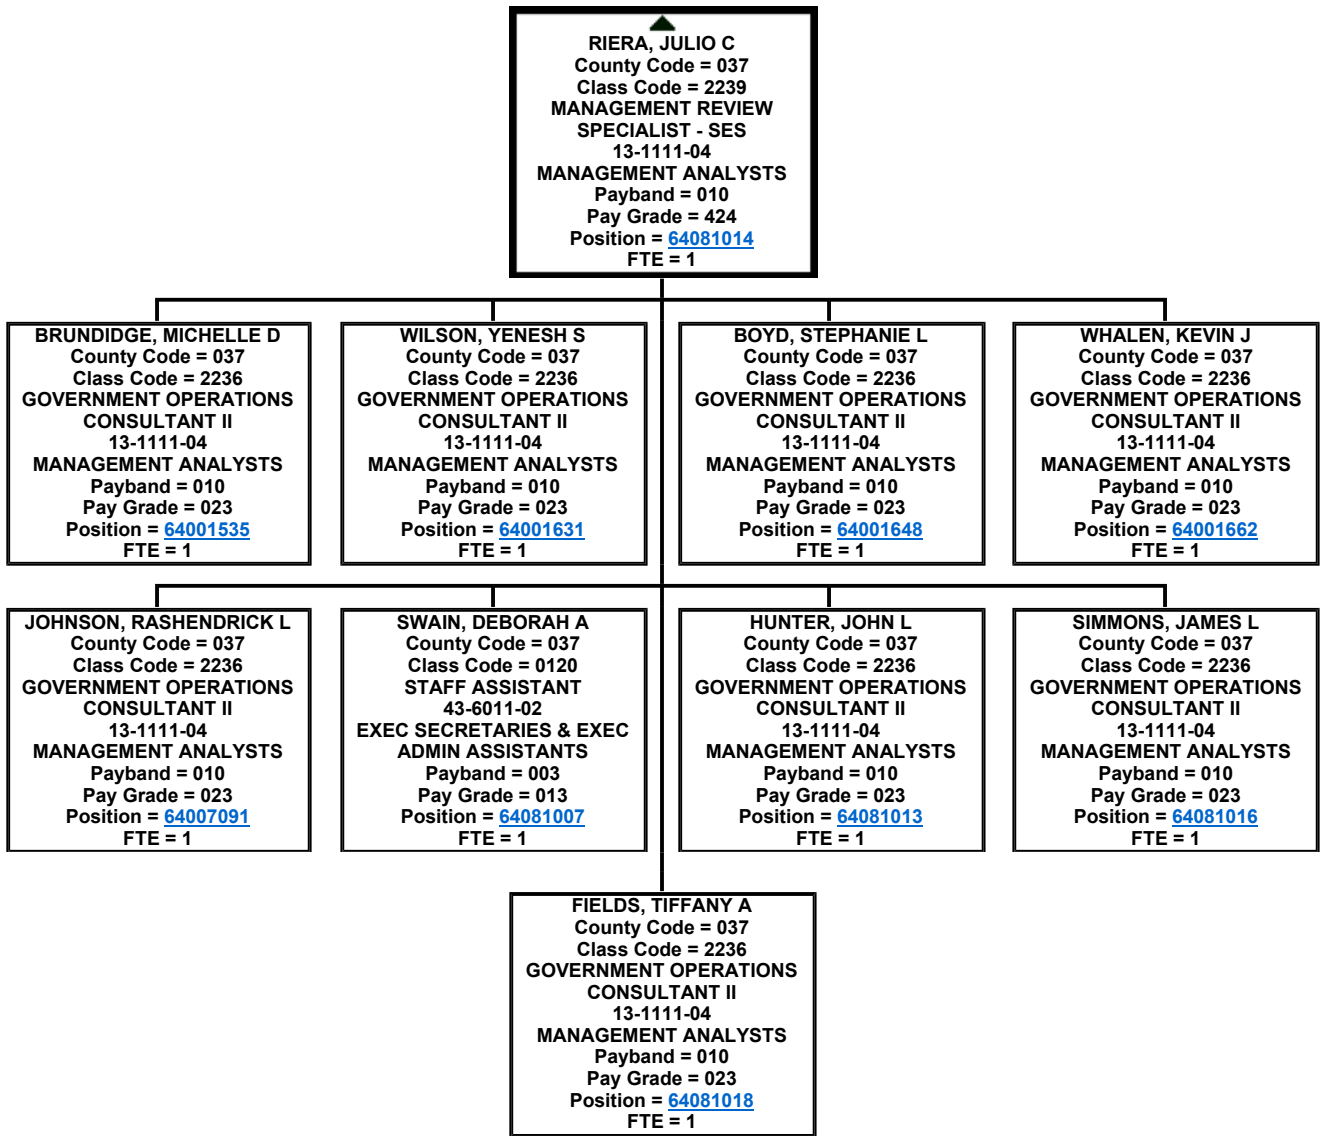 RIERA, JULIO C
County Code = 037
Class Code = 2239
MANAGEMENT REVIEW
SPECIALIST - SES
13-1111-04
MANAGEMENT ANALYSTS
Payband = 010
Pay Grade = 424
Position = 64081014
FTE = 1
BRUNDIDGE, MICHELLE D
County Code = 037
Class Code = 2236
GOVERNMENT OPERATIONS
CONSULTANT II
13-1111-04
MANAGEMENT ANALYSTS
Payband = 010
Pay Grade = 023
Position = 64001535
FTE = 1
WILSON, YENESH S
County Code = 037
Class Code = 2236
GOVERNMENT OPERATIONS
CONSULTANT II
13-1111-04
MANAGEMENT ANALYSTS
Payband = 010
Pay Grade = 023
Position = 64001631
FTE = 1
BOYD, STEPHANIE L
County Code = 037
Class Code = 2236
GOVERNMENT OPERATIONS
CONSULTANT II
13-1111-04
MANAGEMENT ANALYSTS
Payband = 010
Pay Grade = 023
Position = 64001648
FTE = 1
WHALEN, KEVIN J
County Code = 037
Class Code = 2236
GOVERNMENT OPERATIONS
CONSULTANT II
13-1111-04
MANAGEMENT ANALYSTS
Payband = 010
Pay Grade = 023
Position = 64001662
FTE = 1
JOHNSON, RASHENDRICK L
County Code = 037
Class Code = 2236
GOVERNMENT OPERATIONS
CONSULTANT II
13-1111-04
MANAGEMENT ANALYSTS
Payband = 010
Pay Grade = 023
Position = 64007091
FTE = 1
SWAIN, DEBORAH A
County Code = 037
Class Code = 0120
STAFF ASSISTANT
43-6011-02
EXEC SECRETARIES & EXEC
ADMIN ASSISTANTS
Payband = 003
Pay Grade = 013
Position = 64081007
FTE = 1
HUNTER, JOHN L
County Code = 037
Class Code = 2236
GOVERNMENT OPERATIONS
CONSULTANT II
13-1111-04
MANAGEMENT ANALYSTS
Payband = 010
Pay Grade = 023
Position = 64081013
FTE = 1
SIMMONS, JAMES L
County Code = 037
Class Code = 2236
GOVERNMENT OPERATIONS
CONSULTANT II
13-1111-04
MANAGEMENT ANALYSTS
Payband = 010
Pay Grade = 023
Position = 64081016
FTE = 1
FIELDS, TIFFANY A
County Code = 037
Class Code = 2236
GOVERNMENT OPERATIONS
CONSULTANT II
13-1111-04
MANAGEMENT ANALYSTS
Payband = 010
Pay Grade = 023
Position = 64081018
FTE = 1